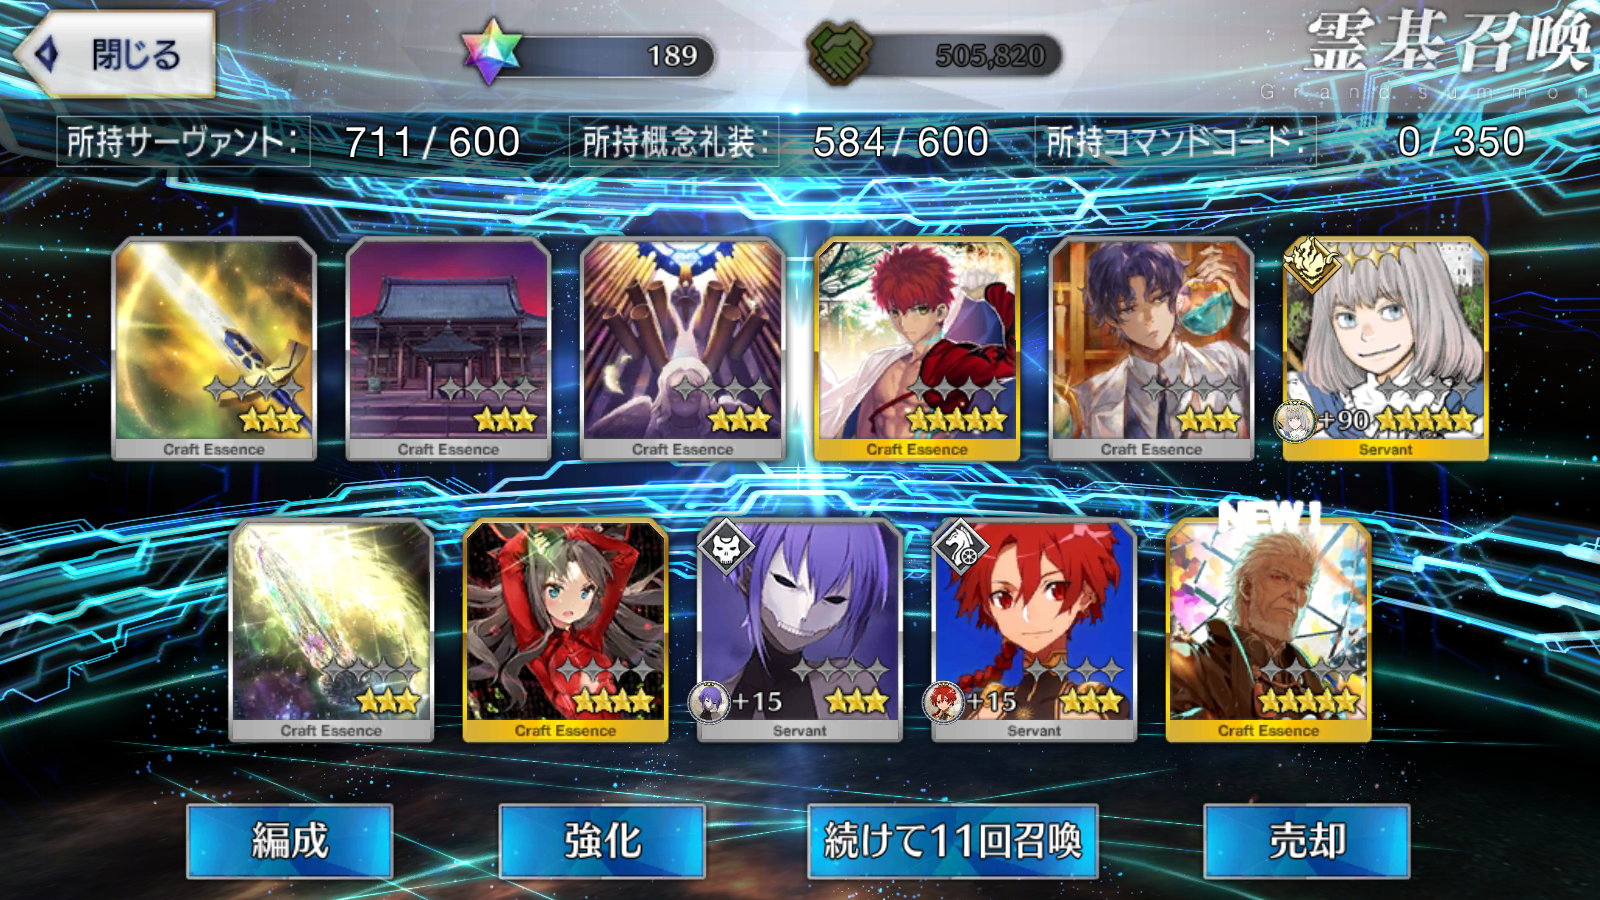 閉じる
189
505,820
霊基召喚
Grand summon
所持サーヴァント: 711 / 600
所持概念礼装: 584 / 600
所持コマンドコード: 0 / 350
+90
Craft Essence
Craft Essence
Craft Essence
Craft Essence
Craft Essence
Servant
NEW!
+15
+15
Craft Essence
Craft Essence
Servant
Servant
Craft Essence
編成
強化
続けて11回召喚
売却